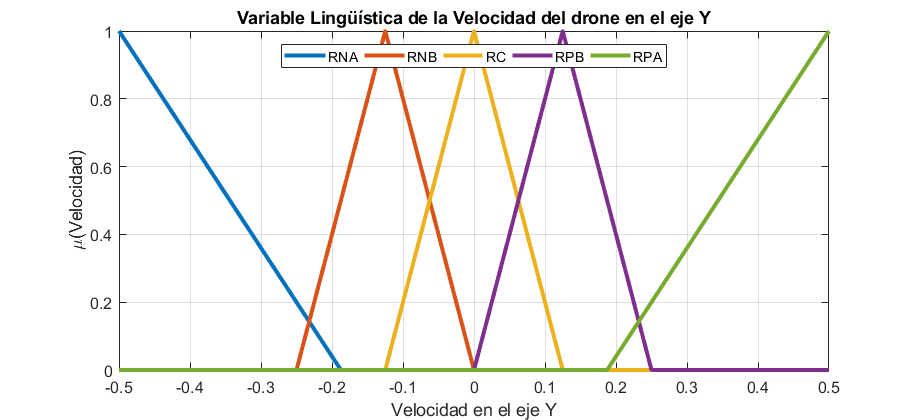 Variable Lingüística de la Velocidad del drone en el eje Y
RNA RNB RC RPB RPA
μ(Velocidad)
1
0.8
0.6
0.4
0.2
0
-0.5 -0.4 -0.3 -0.2 -0.1 0 0.1 0.2 0.3 0.4 0.5
Velocidad en el eje Y